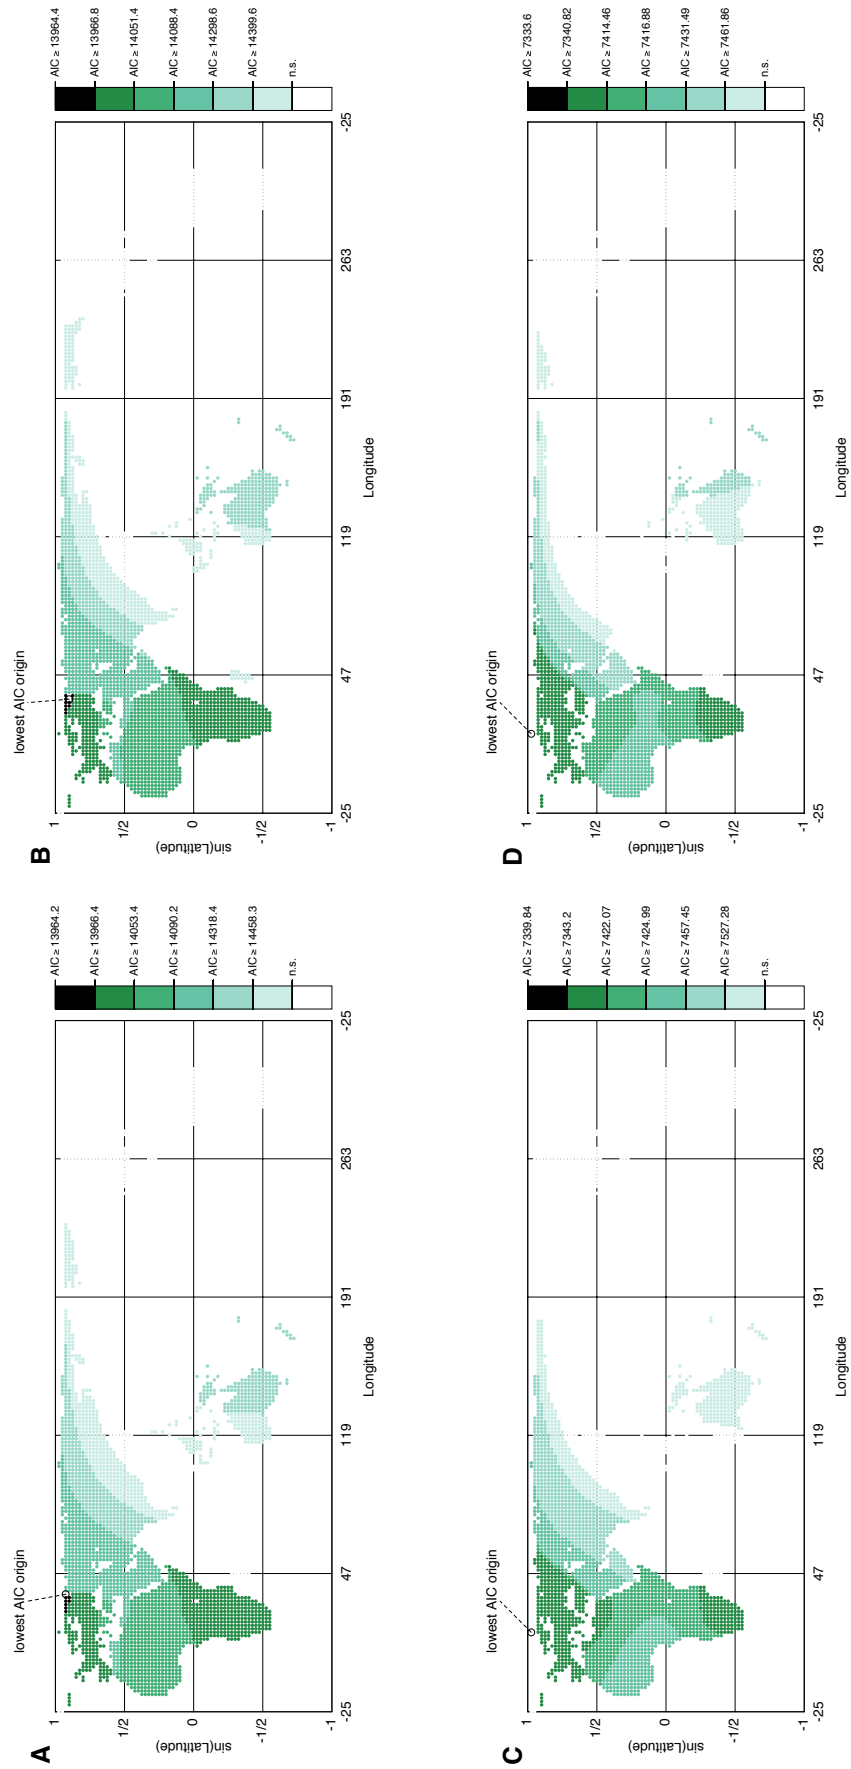 A
lowest AIC origin
1
1/2
0
-1/2
-1
sin(Latitude)
-25
47
119
191
263
-25
Longitude
AIC ≥ 13964.2
AIC ≥ 13966.4
AIC ≥ 14053.4
AIC ≥ 14090.2
AIC ≥ 14318.4
AIC ≥ 14458.3
n.s.
B
lowest AIC origin
1
1/2
0
-1/2
-1
sin(Latitude)
-25
47
119
191
263
-25
Longitude
AIC ≥ 13964.4
AIC ≥ 13966.8
AIC ≥ 14051.4
AIC ≥ 14088.4
AIC ≥ 14298.6
AIC ≥ 14399.6
n.s.
C
lowest AIC origin
1
1/2
0
-1/2
-1
sin(Latitude)
-25
47
119
191
263
-25
Longitude
AIC ≥ 7339.84
AIC ≥ 7343.2
AIC ≥ 7422.07
AIC ≥ 7424.99
AIC ≥ 7457.45
AIC ≥ 7527.28
n.s.
D
lowest AIC origin
1
1/2
0
-1/2
-1
sin(Latitude)
-25
47
119
191
263
-25
Longitude
AIC ≥ 7333.6
AIC ≥ 7340.82
AIC ≥ 7414.46
AIC ≥ 7416.88
AIC ≥ 7431.49
AIC ≥ 7461.86
n.s.